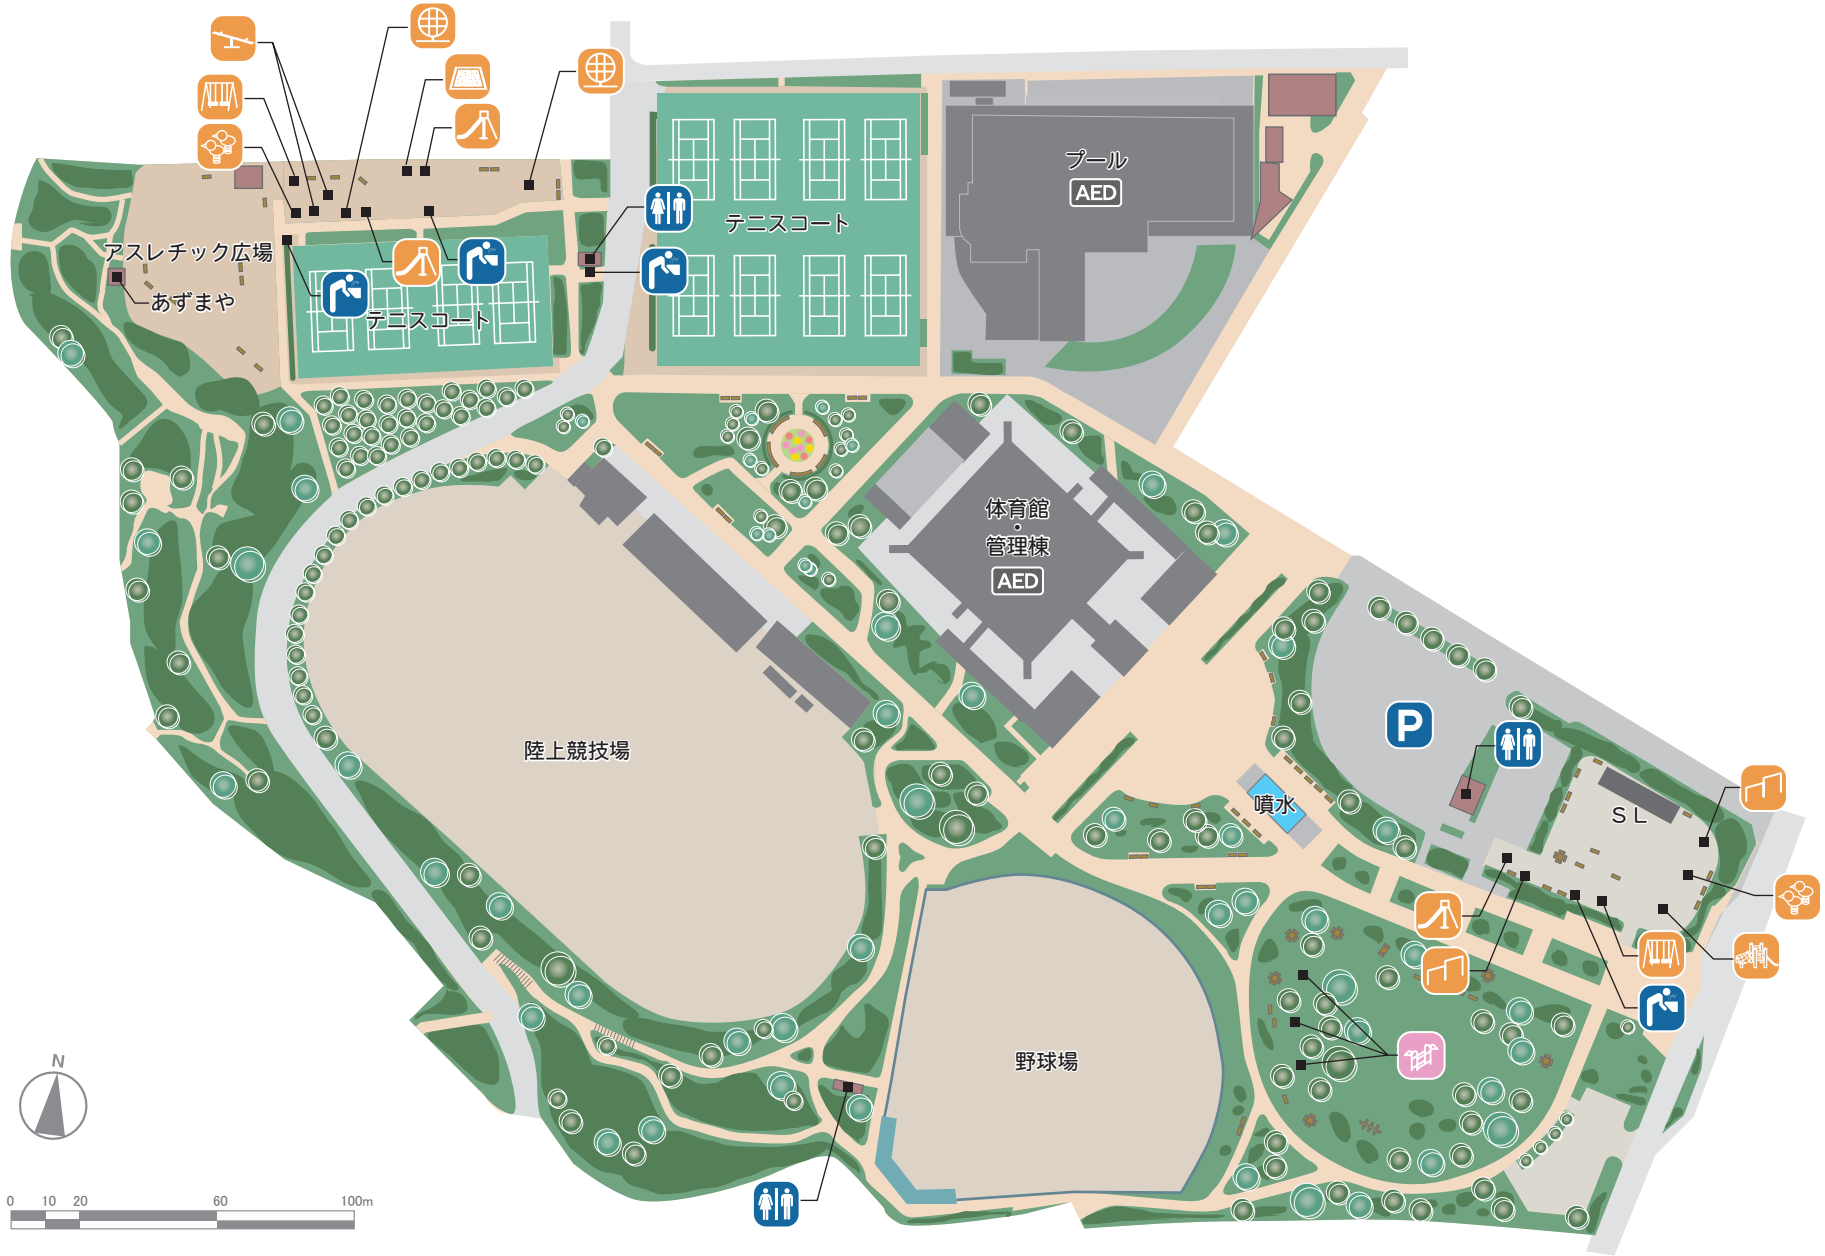 プール
AED
テニスコート
アスレチック広場
あずまや
テニスコート
体育館
・
管理棟
AED
陸上競技場
P
噴水
SL
野球場
N
0 10 20 60 100m